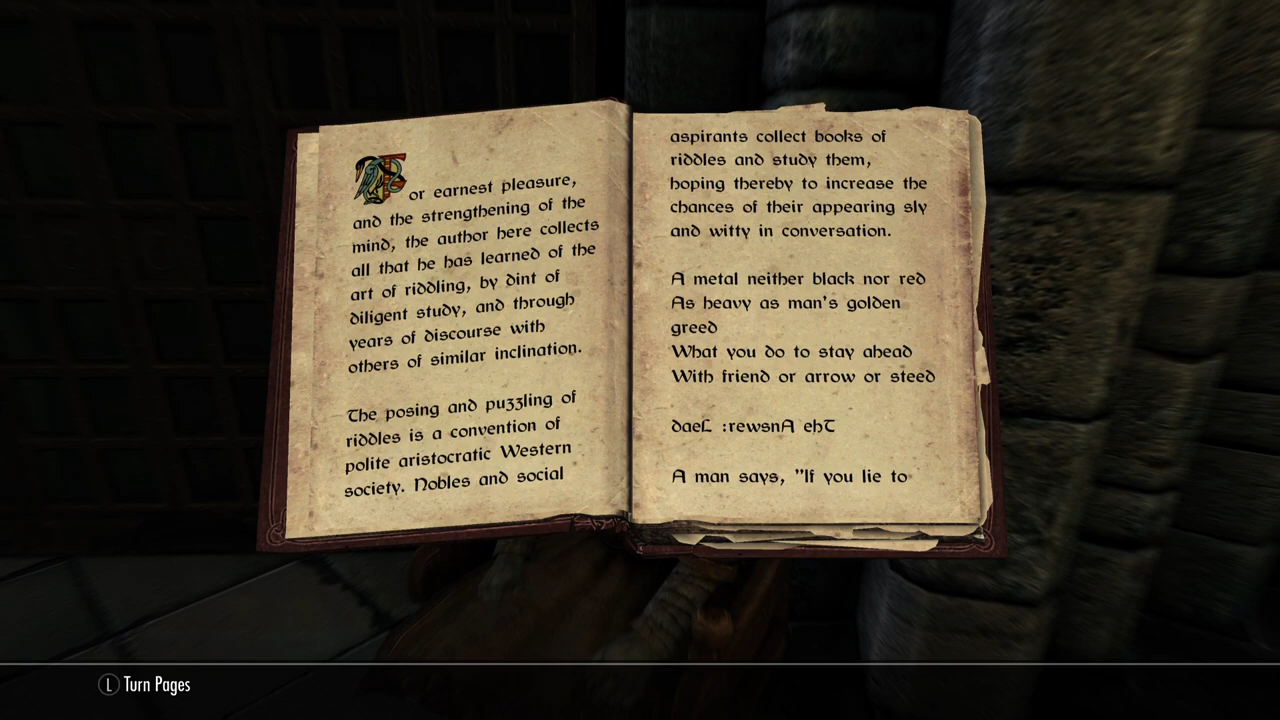 For earnest pleasure,
and the strengthening of the
mind, the author here collects
all that he has learned of the
art of riddling, by dint of
diligent study, and through
years of discourse with
others of similar inclination.
The posing and puzzling of
riddles is a convention of
polite aristocratic Western
society. Nobles and social
aspirants collect books of
riddles and study them,
hoping thereby to increase the
chances of their appearing sly
and witty in conversation.
A metal neither black nor red
As heavy as man's golden
greed
What you do to stay ahead
With friend or arrow or steed
daeL :rewsnA ehT
A man says, "If you lie to
L Turn Pages